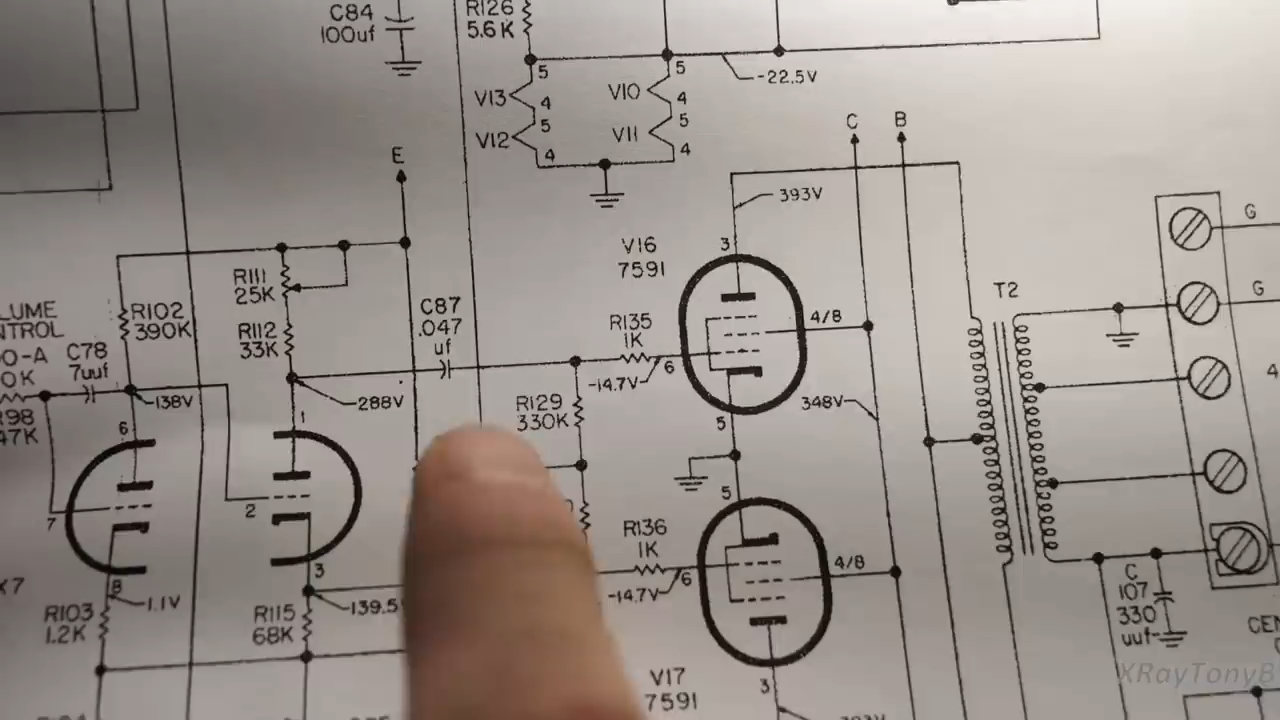 C84
100uf
R126
5.6K
5
5
-22.5V
V13
4
V10
4
5
5
V12
4
V11
4
E
C
B
393V
3
V16
7591
G
R111
25K
C87
.047
uf
R102
390K
R112
33K
R135
1K
4/8
T2
G
C78
7uuf
6
-14.7V
138V
288V
R129
330K
348V
R98
47K
6
1
5
4
7
2
5
R136
1K
4/8
6
-14.7V
8
3
1.1V
-139.5
R103
1.2K
R115
68K
C
107
330
uuf
V17
7591
3
XRayTonyB